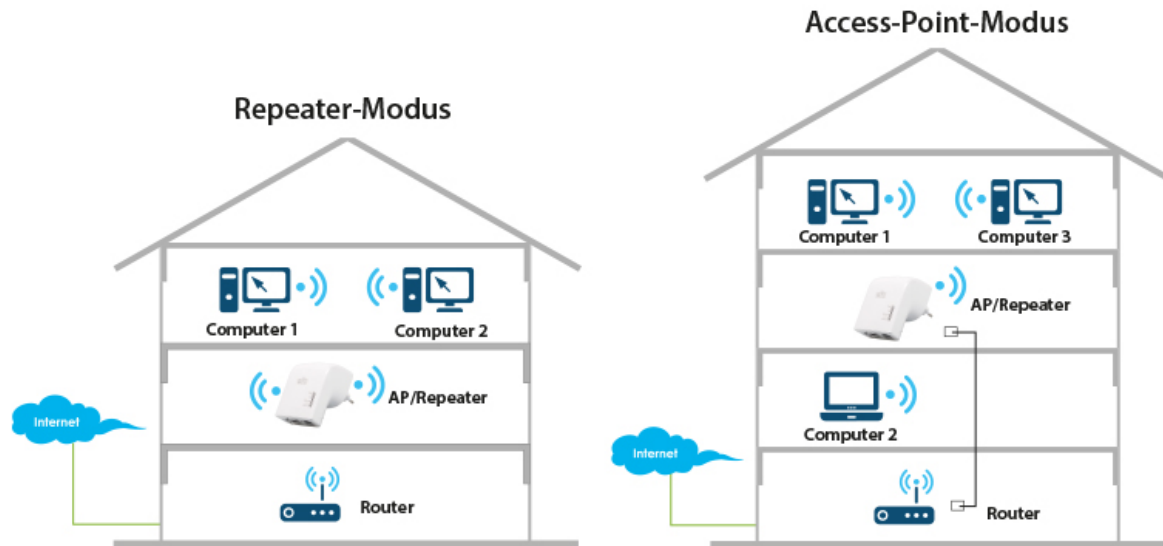 Repeater-Modus
Computer 1
Computer 2
AP/Repeater
Internet
Router
Access-Point-Modus
Computer 1
Computer 3
AP/Repeater
Computer 2
Internet
Router